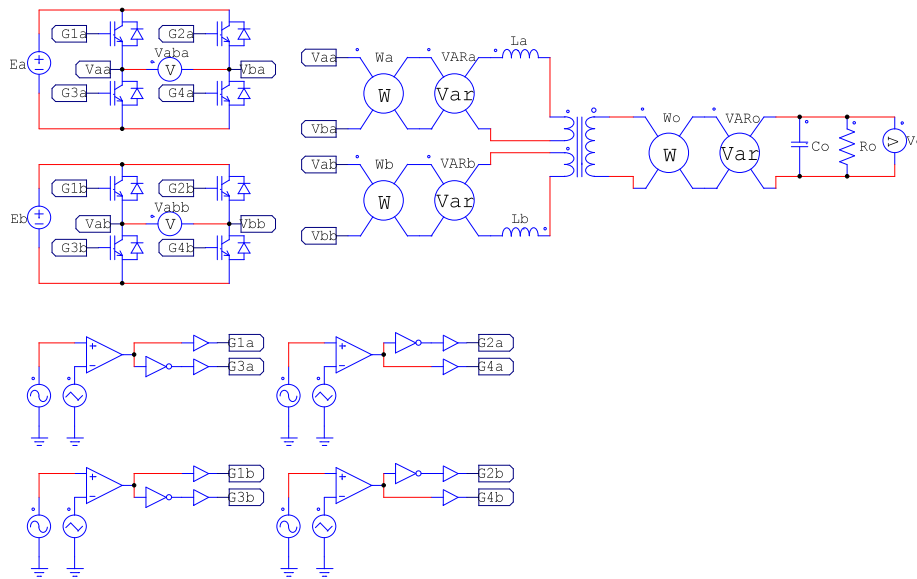 G1a
G2a
Ea
Vaa
Vaba
V
Vba
G3a
G4a
G1b
G2b
Eb
Vab
Vabb
V
Vbb
G3b
G4b
Vaa
Wa
VARa
La
W
Var
Vba
Vab
Wb
VARb
W
Var
Vbb
Lb
Wo
VARo
W
Var
Co
Ro
V
G1a
G3a
G2a
G4a
G1b
G3b
G2b
G4b